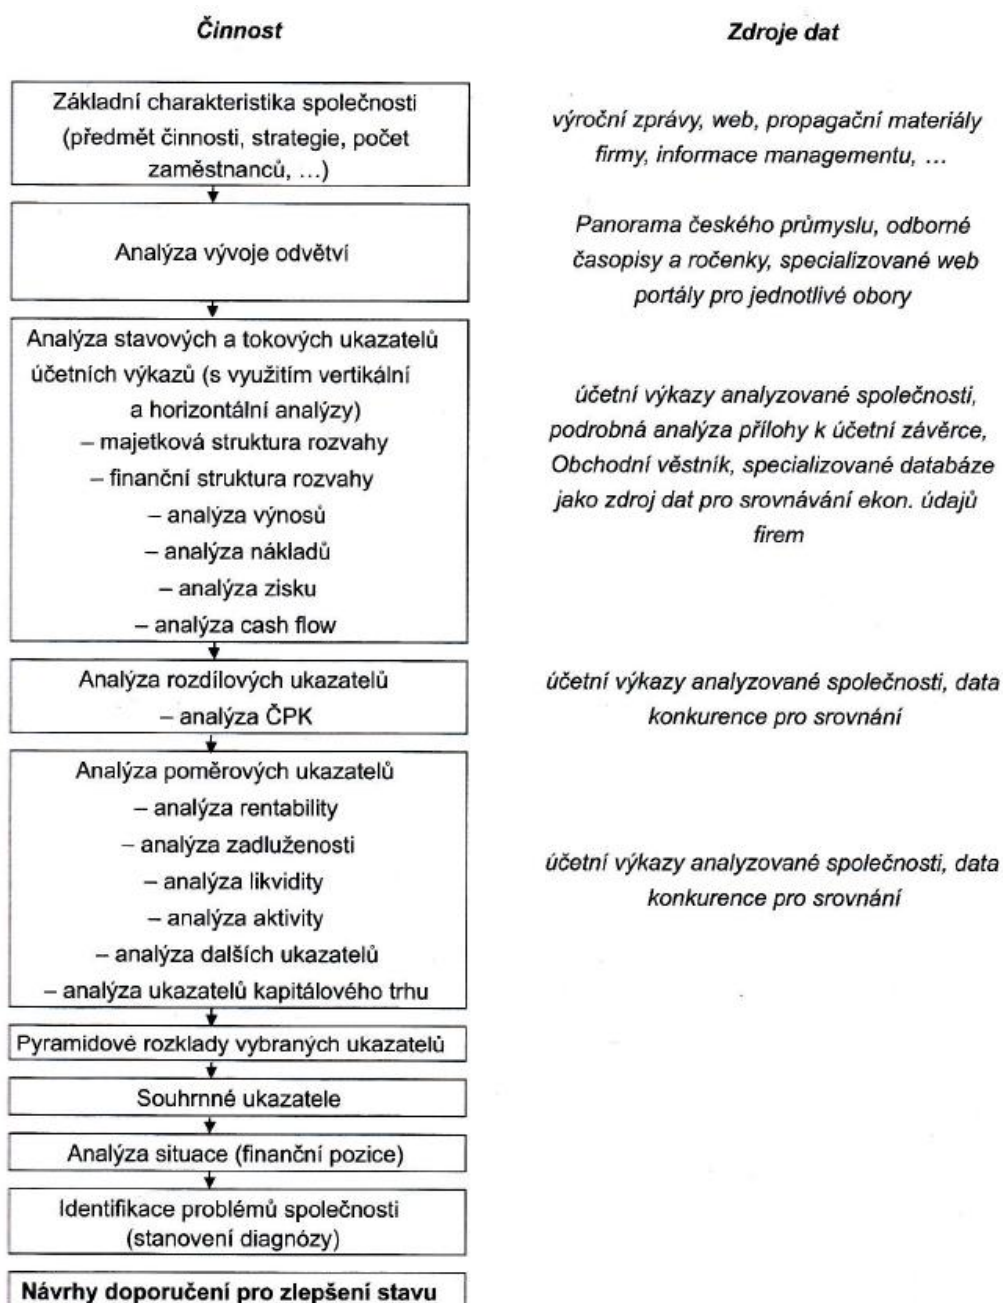 Činnost
Zdroje dat
Základní charakteristika společnosti
(předmět činnosti, strategie, počet
zaměstnanců, ...)
výroční zprávy, web, propagační materiály
firmy, informace managementu, ...
Analýza vývoje odvětví
Panorama českého průmyslu, odborné
časopisy a ročenky, specializované web
portály pro jednotlivé obory
Analýza stavových a tokových ukazatelů
účetních výkazů (s využitím vertikální
a horizontální analýzy)
– majetková struktura rozvahy
– finanční struktura rozvahy
– analýza výnosů
– analýza nákladů
– analýza zisku
– analýza cash flow
účetní výkazy analyzované společnosti,
podrobná analýza přílohy k účetní závěrce,
Obchodní věstník, specializované databáze
jako zdroj dat pro srovnávání ekon. údajů
firem
Analýza rozdílových ukazatelů
– analýza ČPK
účetní výkazy analyzované společnosti, data
konkurence pro srovnání
Analýza poměrových ukazatelů
– analýza rentability
– analýza zadluženosti
– analýza likvidity
– analýza aktivity
– analýza dalších ukazatelů
– analýza ukazatelů kapitálového trhu
účetní výkazy analyzované společnosti, data
konkurence pro srovnání
Pyramidové rozklady vybraných ukazatelů
Souhrnné ukazatele
Analýza situace (finanční pozice)
Identifikace problémů společnosti
(stanovení diagnózy)
Návrhy doporučení pro zlepšení stavu